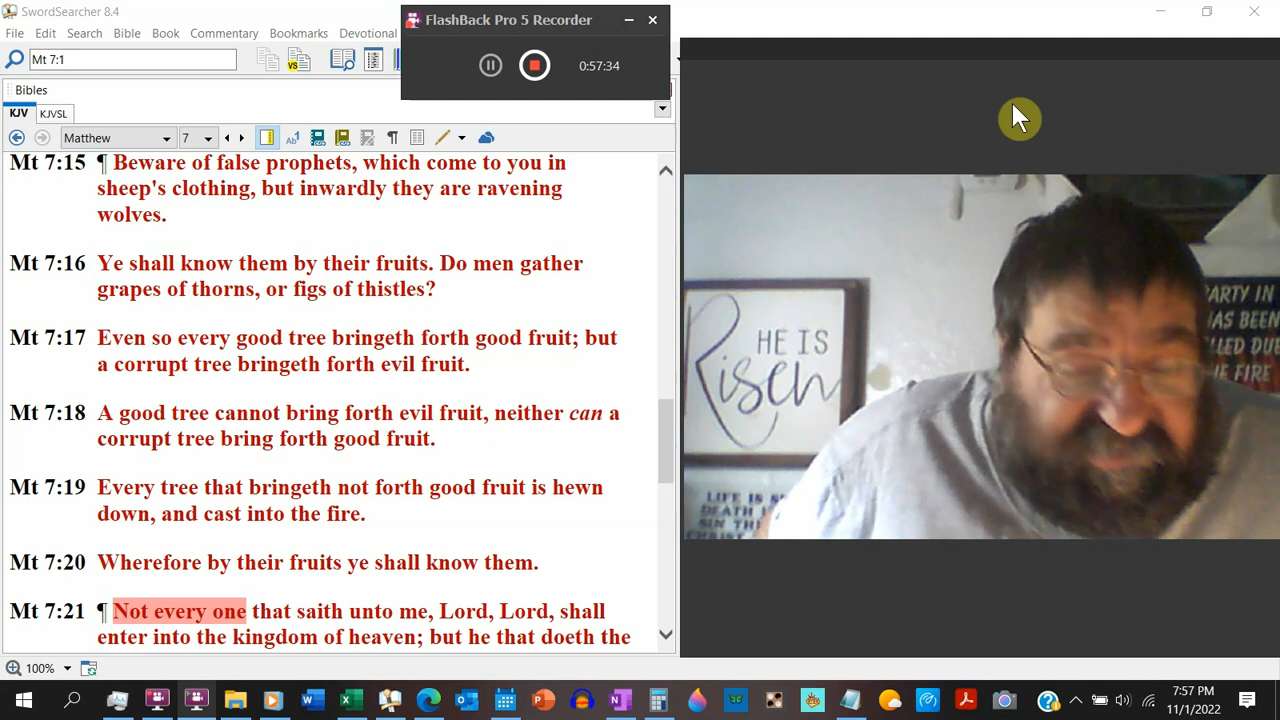 SwordSearcher 8.4
File Edit Search Bible Book Commentary Bookmarks Devotional
Mt 7:1
VS
FlashBack Pro 5 Recorder
0:57:34
Bibles
KJV KJVSL
Matthew 7
Mt 7:15 ¶ Beware of false prophets, which come to you in
sheep's clothing, but inwardly they are ravening
wolves.
Mt 7:16 Ye shall know them by their fruits. Do men gather
grapes of thorns, or figs of thistles?
Mt 7:17 Even so every good tree bringeth forth good fruit; but
a corrupt tree bringeth forth evil fruit.
Mt 7:18 A good tree cannot bring forth evil fruit, neither can a
corrupt tree bring forth good fruit.
Mt 7:19 Every tree that bringeth not forth good fruit is hewn
down, and cast into the fire.
Mt 7:20 Wherefore by their fruits ye shall know them.
Mt 7:21 ¶ Not every one that saith unto me, Lord, Lord, shall
enter into the kingdom of heaven; but he that doeth the
100%
HE IS
Risen
LIFE IS
DEATH
SIN
PARTY IN
BEEN
DUE
FIRE
7:57 PM
11/1/2022